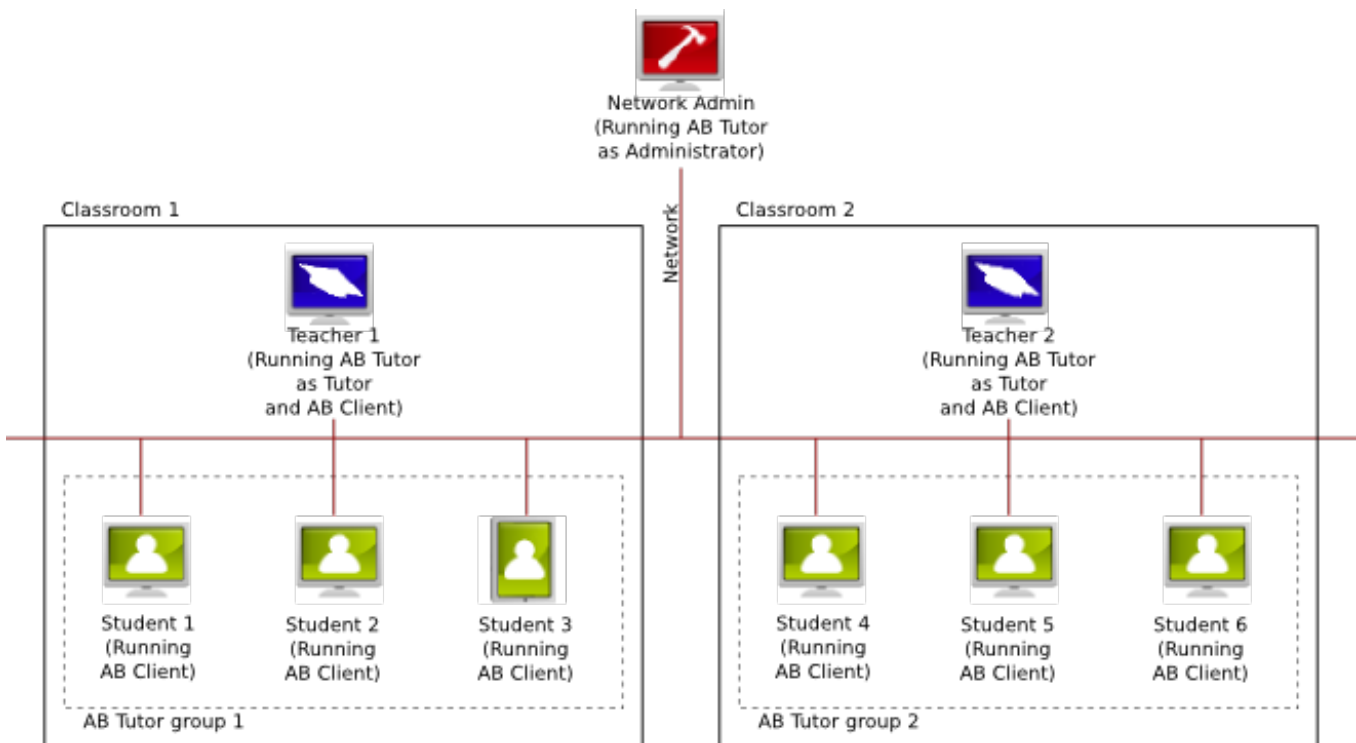 Network Admin
(Running AB Tutor
as Administrator)
Network
Classroom 1
Teacher 1
(Running AB Tutor
as Tutor
and AB Client)
Student 1
(Running
AB Client)
Student 2
(Running
AB Client)
Student 3
(Running
AB Client)
AB Tutor group 1
Classroom 2
Teacher 2
(Running AB Tutor
as Tutor
and AB Client)
Student 4
(Running
AB Client)
Student 5
(Running
AB Client)
Student 6
(Running
AB Client)
AB Tutor group 2